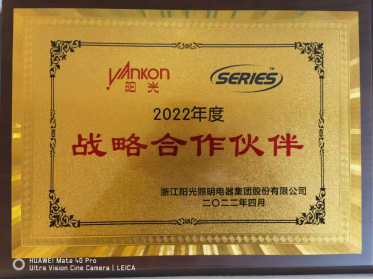 Yankon
阳光
SERIES™
2022年度
战略合作伙伴
浙江阳光照明电器集团股份有限公司
二〇二二年四月
HUAWEI Mate 40 Pro
Ultra Vision Cine Camera | LEICA